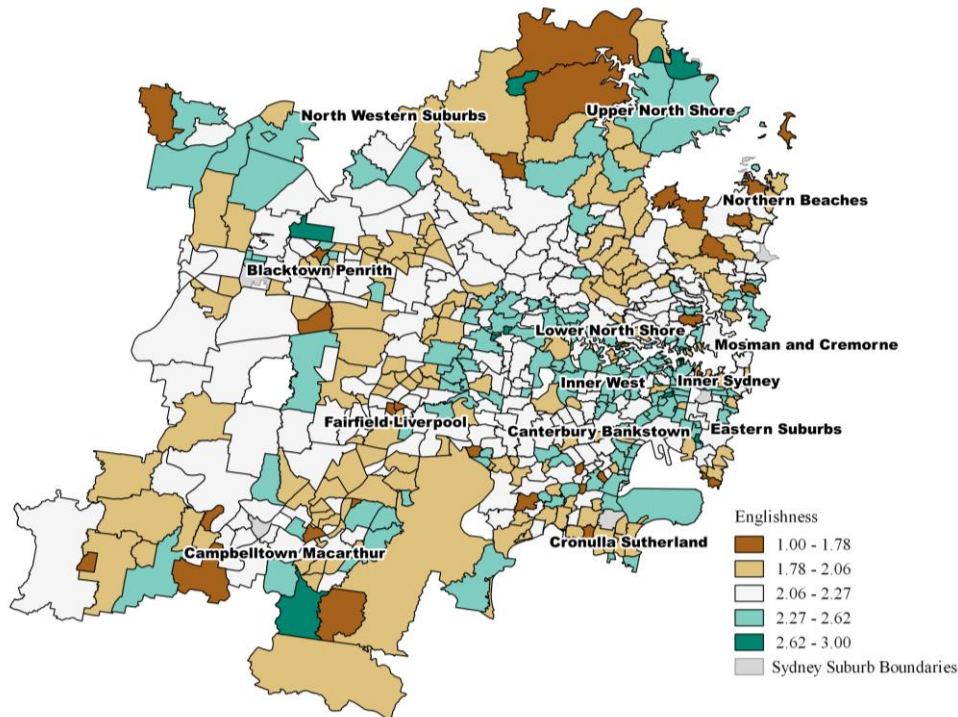 North Western Suburbs
Upper North Shore
Northern Beaches
Blacktown Penrith
Lower North Shore
Mosman and Cremorne
Inner West
Inner Sydney
Fairfield Liverpool
Canterbury Bankstown
Eastern Suburbs
Cronulla Sutherland
Campbelltown Macarthur
Englishness
1.00 - 1.78
1.78 - 2.06
2.06 - 2.27
2.27 - 2.62
2.62 - 3.00
Sydney Suburb Boundaries